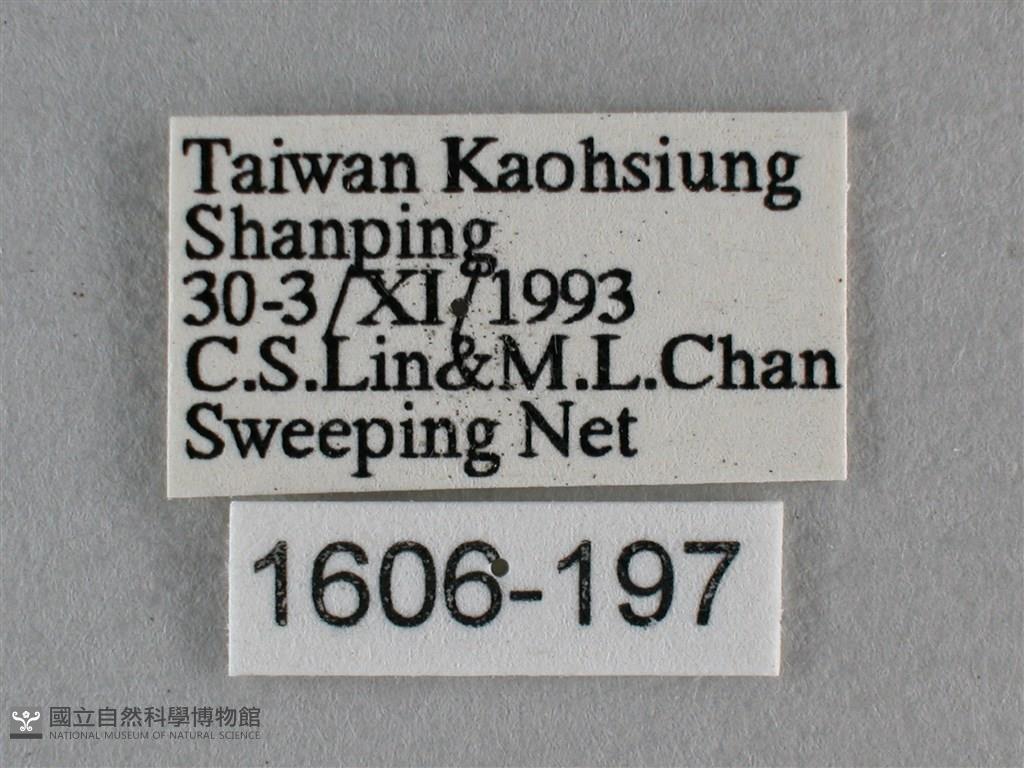 Taiwan Kaohsiung
Shanping
30-3/XI/1993
C.S.Lin&M.L.Chan
Sweeping Net
1606-197
國立自然科學博物館
NATIONAL MUSEUM OF NATURAL SCIENCE